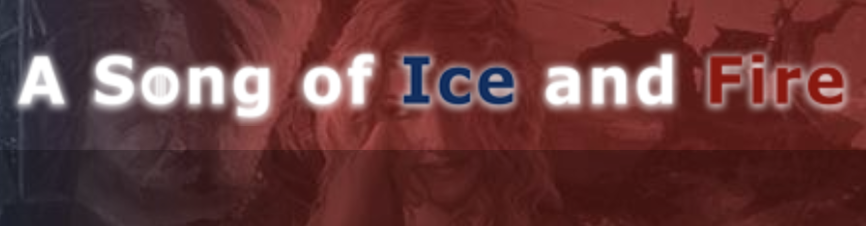 A Song of Ice and Fire